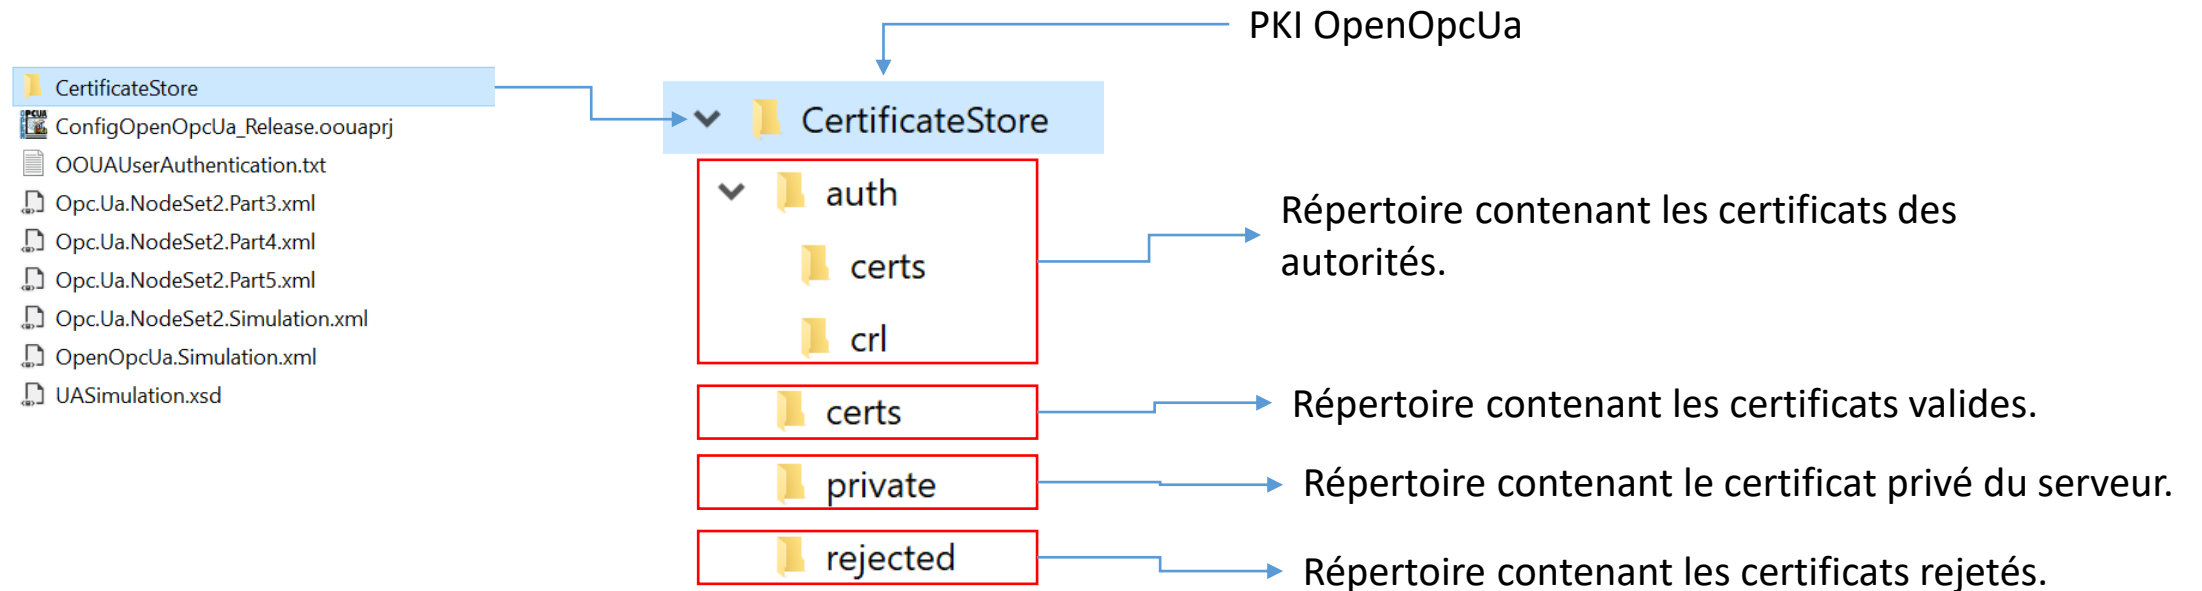 PKI OpenOpcUa
CertificateStore
ConfigOpenOpcUa_Release.oouaprj
OOUAUserAuthentication.txt
Opc.Ua.NodeSet2.Part3.xml
Opc.Ua.NodeSet2.Part4.xml
Opc.Ua.NodeSet2.Part5.xml
Opc.Ua.NodeSet2.Simulation.xml
OpenOpcUa.Simulation.xml
UASimulation.xsd
CertificateStore
auth
certs
crl
Répertoire contenant les certificats des
autorités.
certs
Répertoire contenant les certificats valides.
private
Répertoire contenant le certificat privé du serveur.
rejected
Répertoire contenant les certificats rejetés.